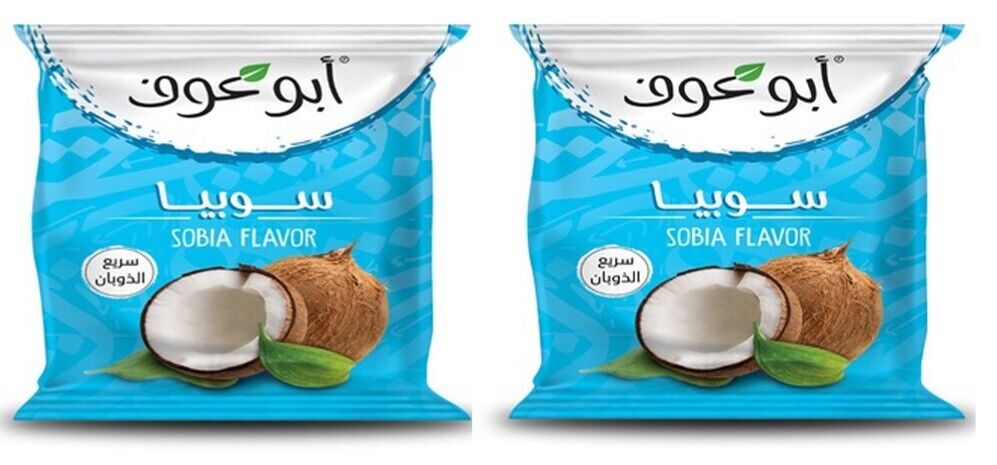 أبو عوف®
سوبيا
SOBIA FLAVOR
سريع
الذوبان
أبو عوف®
سوبيا
SOBIA FLAVOR
سريع
الذوبان